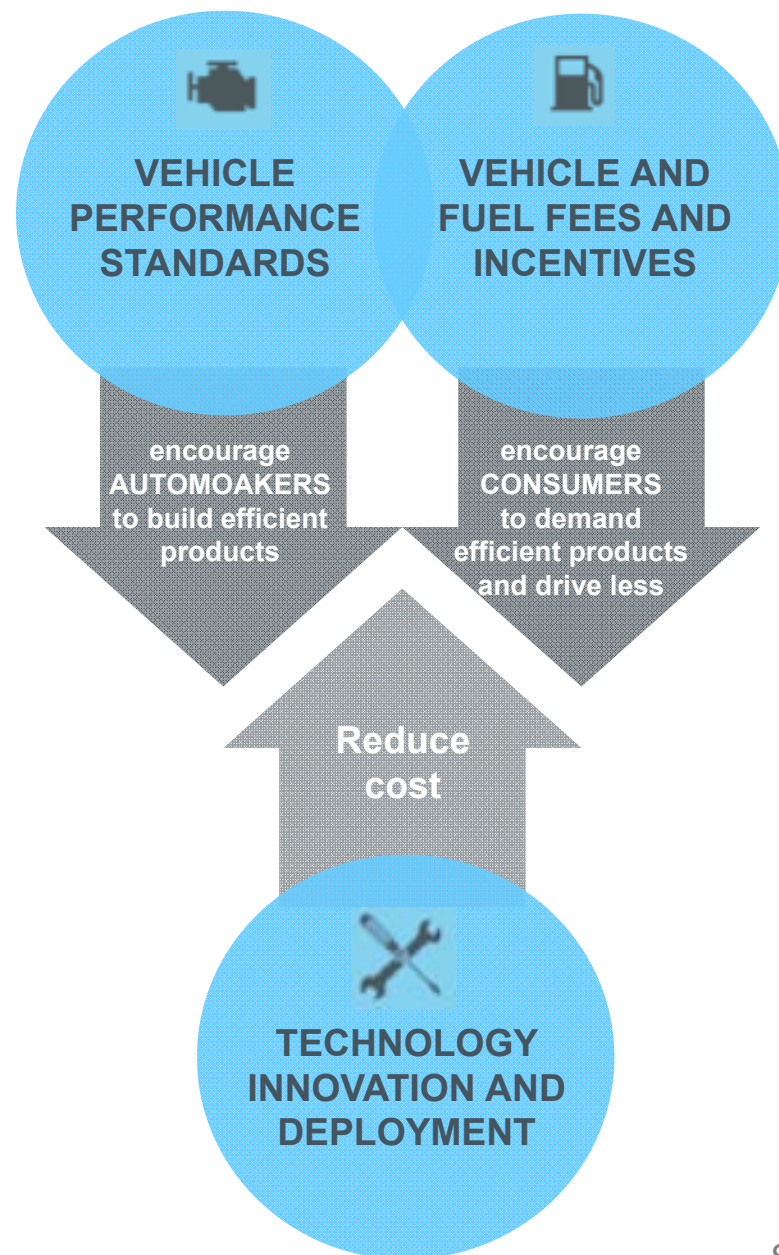 VEHICLE
PERFORMANCE
STANDARDS
VEHICLE AND
FUEL FEES AND
INCENTIVES
encourage
AUTOMOAKERS
to build efficient
products
encourage
CONSUMERS
to demand
efficient products
and drive less
Reduce
cost
TECHNOLOGY
INNOVATION AND
DEPLOYMENT